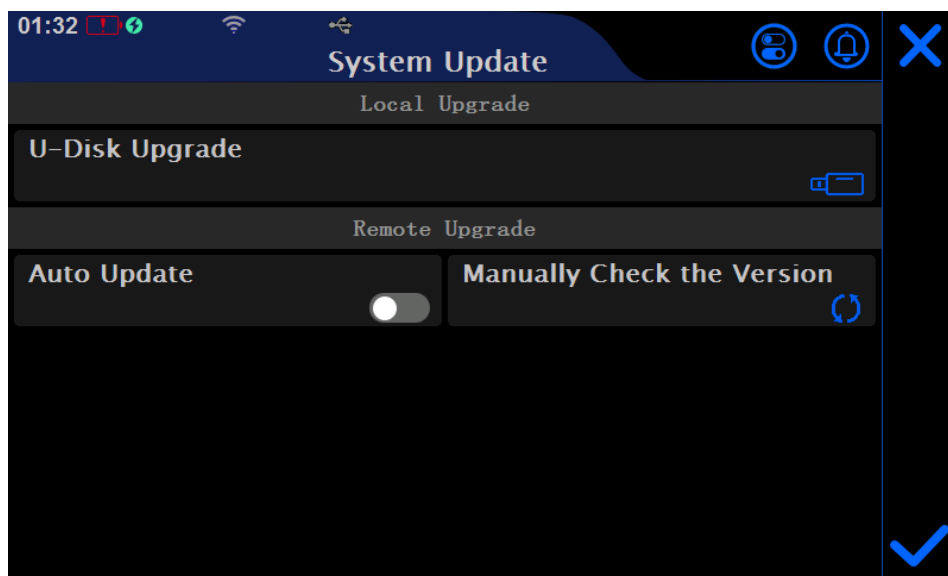 01:32
System Update
Local Upgrade
U-Disk Upgrade
Remote Upgrade
Auto Update
Manually Check the Version